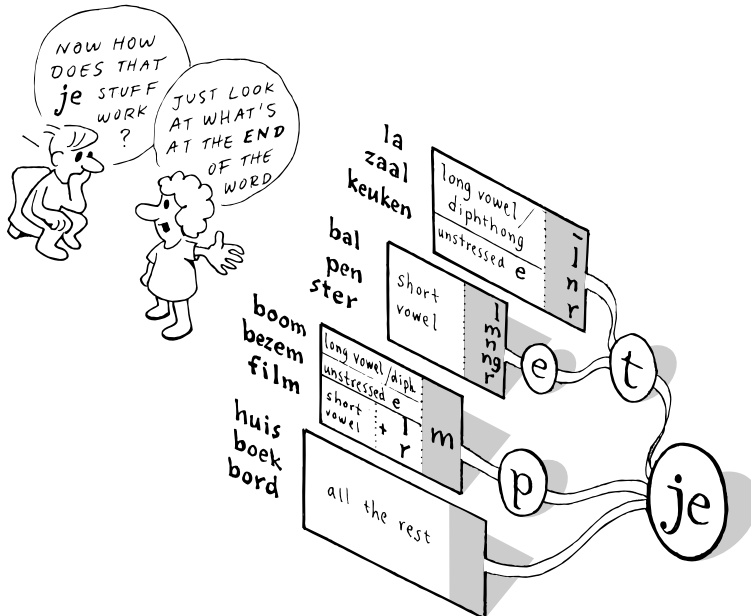 NOW HOW
DOES THAT
je STUFF
WORK
?
JUST LOOK
AT WHAT'S
AT THE END
OF THE
WORD
la
zaal
keuken
long vowel/
diphthong
unstressed e
–
l
n
r
bal
pen
ster
short
vowel
l
m
n
ng
r
e
t
boom
bezem
film
long vowel/diph.
unstressed e
short
vowel
+
l
r
m
p
je
huis
boek
bord
all the rest